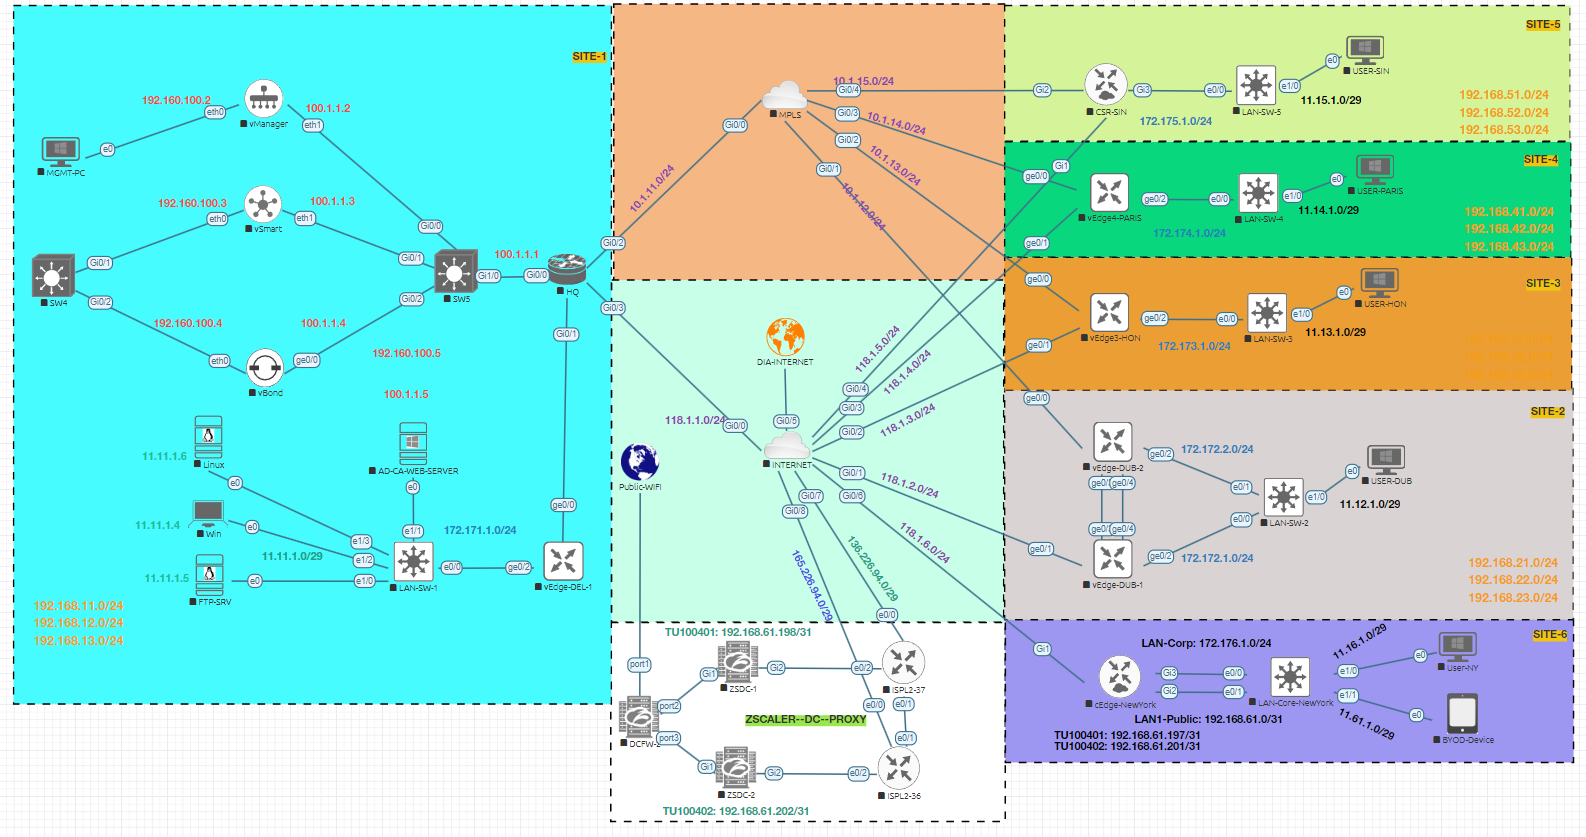 SITE-1
192.160.100.2
eth0
vManager
100.1.1.2
eth1
e0
MGMT-PC
192.160.100.3
eth0
vSmart
100.1.1.3
eth1
Gi0/0
Gi0/1
SW4
Gi0/2
Gi0/1
SW5
Gi0/2
Gi1/0
100.1.1.1
Gi0/0
HQ
Gi0/2
Gi0/3
Gi0/1
192.160.100.4
eth0
vBond
100.1.1.4
ge0/0
192.160.100.5
100.1.1.5
11.11.1.6
Linux
e0
AD-CA-WEB-SERVER
e0
11.11.1.4
Win
e0
11.11.1.0/29
e1/1
e1/3
e1/2
172.171.1.0/24
11.11.1.5
FTP-SRV
e0
e1/0
LAN-SW-1
e0/0
ge0/2
ge0/0
vEdge-DEL-1
192.168.11.0/24
192.168.12.0/24
192.168.13.0/24
10.1.11.0/24
Gi0/0
MPLS
10.1.15.0/24
Gi0/4
Gi0/3
10.1.14.0/24
Gi0/2
10.1.13.0/24
Gi0/1
10.1.12.0/24
DIA-INTERNET
Gi0/5
118.1.1.0/24
Gi0/0
INTERNET
118.1.5.0/24
Gi0/4
118.1.4.0/24
Gi0/3
Gi0/2
118.1.3.0/24
Gi0/1
118.1.2.0/24
Gi0/6
118.1.6.0/24
Gi0/7
Gi0/8
136.226.94.0/29
165.226.94.0/29
Public-WIFI
TU100401: 192.168.61.198/31
port1
port2
port3
Gi1
ZSDC-1
Gi2
e0/2
e0/0
ISPL2-37
e0/0
e0/1
ZSCALER--DC--PROXY
e0/1
Gi1
ZSDC-2
Gi2
e0/2
ISPL2-36
TU100402: 192.168.61.202/31
SITE-5
Gi2
CSR-SIN
Gi3
Gi1
172.175.1.0/24
e0/0
LAN-SW-5
e1/0
e0
USER-SIN
11.15.1.0/29
192.168.51.0/24
192.168.52.0/24
192.168.53.0/24
SITE-4
ge0/0
ge0/1
vEdge4-PARIS
ge0/2
172.174.1.0/24
e0/0
LAN-SW-4
e1/0
e0
USER-PARIS
11.14.1.0/29
192.168.41.0/24
192.168.42.0/24
192.168.43.0/24
SITE-3
ge0/0
ge0/1
vEdge3-HON
ge0/2
172.173.1.0/24
e0/0
LAN-SW-3
e1/0
e0
USER-HON
11.13.1.0/29
SITE-2
ge0/0
vEdge-DUB-2
ge0/2
172.172.2.0/24
ge0/4
ge0/4
ge0/1
vEdge-DUB-1
ge0/2
172.172.1.0/24
e0/1
e0/0
LAN-SW-2
e1/0
e0
USER-DUB
11.12.1.0/29
192.168.21.0/24
192.168.22.0/24
192.168.23.0/24
SITE-6
LAN-Corp: 172.176.1.0/24
Gi1
cEdge-NewYork
Gi3
Gi2
e0/0
e0/1
LAN-Core-NewYork
e1/0
e1/1
11.16.1.0/29
e0
User-NY
11.61.1.0/29
e0
BYOD-Device
LAN1-Public: 192.168.61.0/31
TU100401: 192.168.61.197/31
TU100402: 192.168.61.201/31